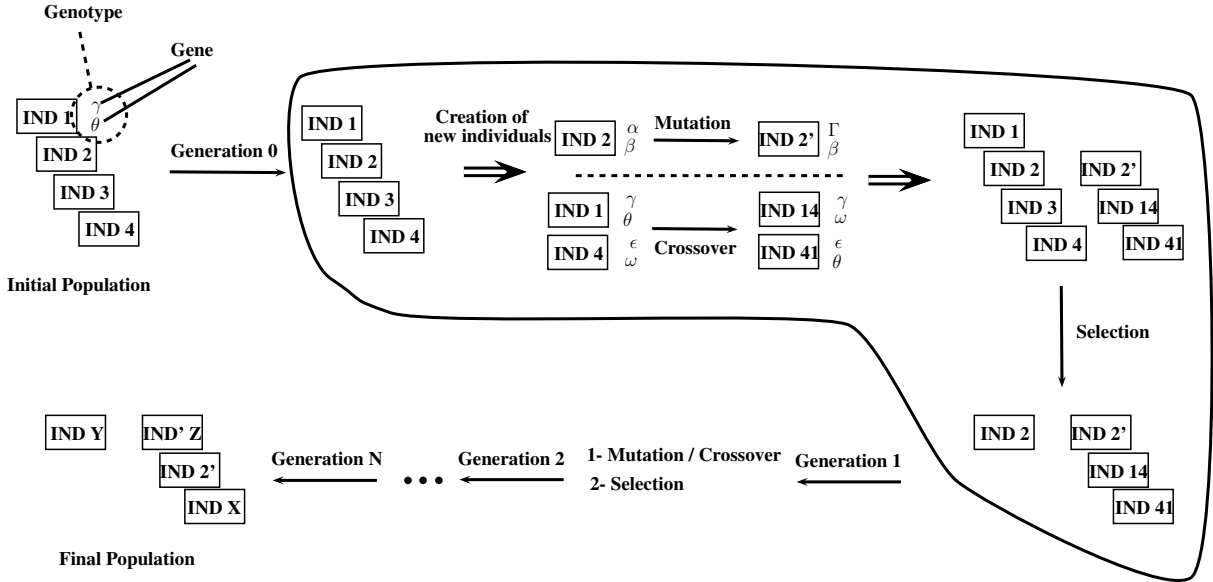 Genotype
Gene
IND 1
γ
θ
IND 2
IND 3
IND 4
Initial Population
Generation 0
IND 1
IND 2
IND 3
IND 4
Creation of
new individuals
IND 2
α
β
Mutation
IND 2'
Γ
β
IND 1
γ
θ
IND 4
ϵ
ω
Crossover
IND 14
γ
ω
IND 41
ϵ
θ
IND 1
IND 2
IND 3
IND 4
IND 2'
IND 14
IND 41
Selection
IND 2
IND 2'
IND 14
IND 41
Generation 1
1- Mutation / Crossover
2- Selection
Generation 2
•••
Generation N
IND Y
IND' Z
IND 2'
IND X
Final Population